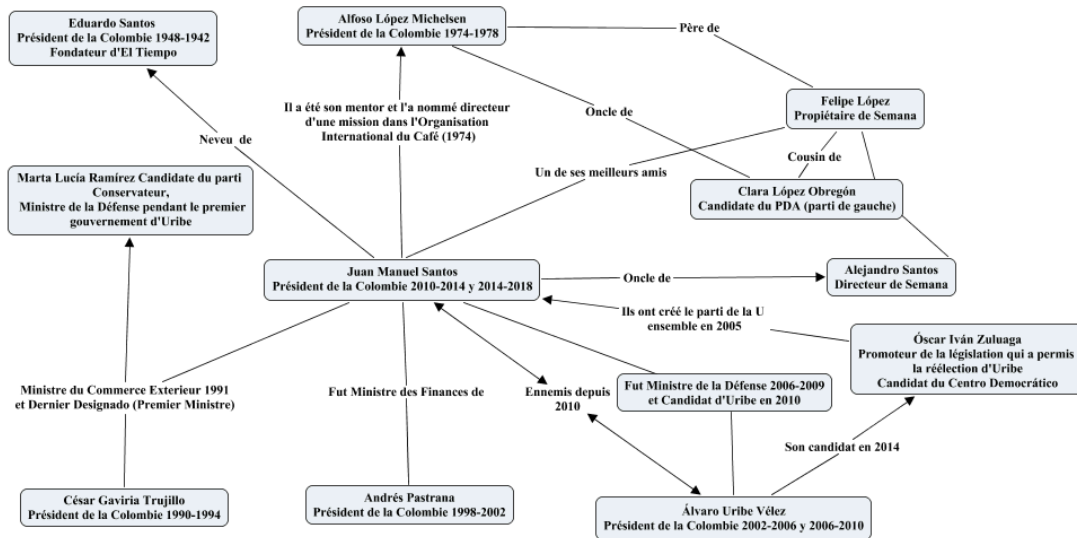 Eduardo Santos
Président de la Colombie 1948-1942
Fondateur d'El Tiempo
Alfoso López Michelsen
Président de la Colombie 1974-1978
Père de
Il a été son mentor et l'a nommé directeur
d'une mission dans l'Organisation
International du Café (1974)
Oncle de
Felipe López
Propiétaire de Semana
Neveu de
Un de ses meilleurs amis
Cousin de
Marta Lucía Ramírez Candidate du parti
Conservateur,
Ministre de la Défense pendant le premier
gouvernement d'Uribe
Clara López Obregón
Candidate du PDA (parti de gauche)
Juan Manuel Santos
Président de la Colombie 2010-2014 y 2014-2018
Oncle de
Alejandro Santos
Directeur de Semana
Ils ont créé le parti de la U
ensemble en 2005
Óscar Iván Zuluaga
Promoteur de la législation qui a permis
la réélection d'Uribe
Candidat du Centro Democrático
Ministre du Commerce Exterieur 1991
et Dernier Designado (Premier Ministre)
Fut Ministre des Finances de
Ennemis depuis
2010
Fut Ministre de la Défense 2006-2009
et Candidat d'Uribe en 2010
Son candidat en 2014
César Gaviria Trujillo
Président de la Colombie 1990-1994
Andrés Pastrana
Président de la Colombie 1998-2002
Álvaro Uribe Vélez
Président de la Colombie 2002-2006 y 2006-2010